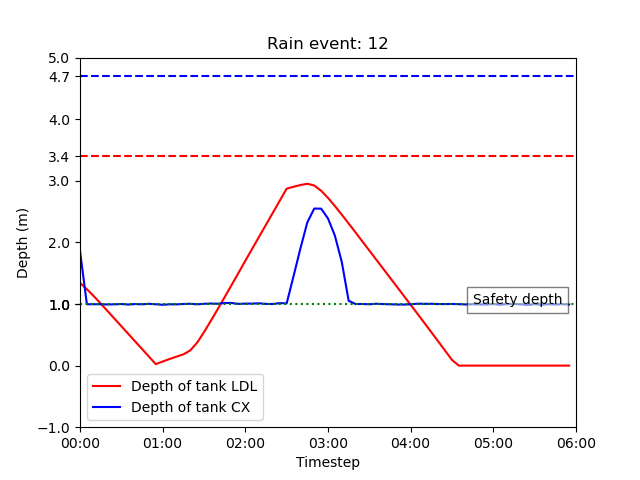 Rain event: 12
5.0
4.7
4.0
3.4
3.0
2.0
1.0
1.0
0.0
−1.0
Depth (m)
Safety depth
Depth of tank LDL
Depth of tank CX
00:00 01:00 02:00 03:00 04:00 05:00 06:00
Timestep